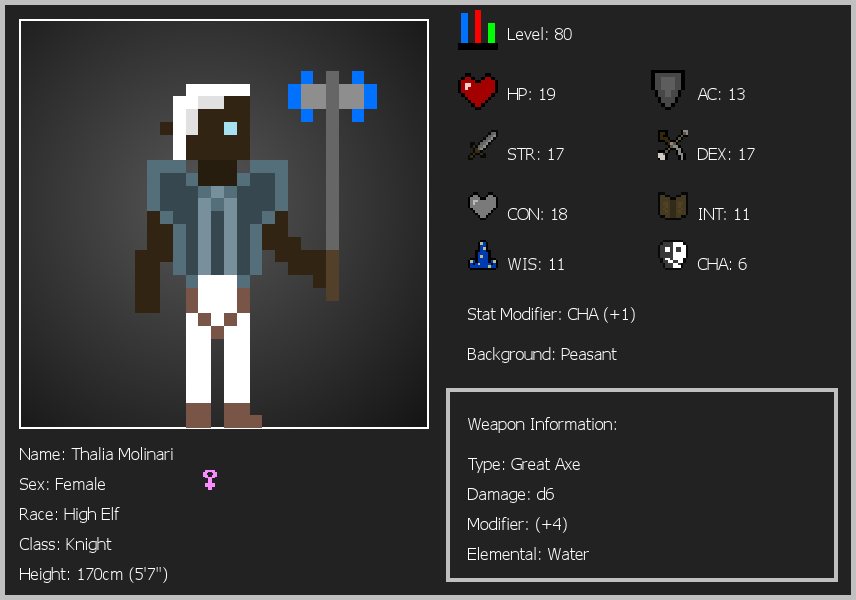 Level: 80
HP: 19
AC: 13
STR: 17
DEX: 17
CON: 18
INT: 11
WIS: 11
CHA: 6
Stat Modifier: CHA (+1)
Background: Peasant
Weapon Information:
Type: Great Axe
Damage: d6
Modifier: (+4)
Elemental: Water
Name: Thalia Molinari
Sex: Female
Race: High Elf
Class: Knight
Height: 170cm (5'7")